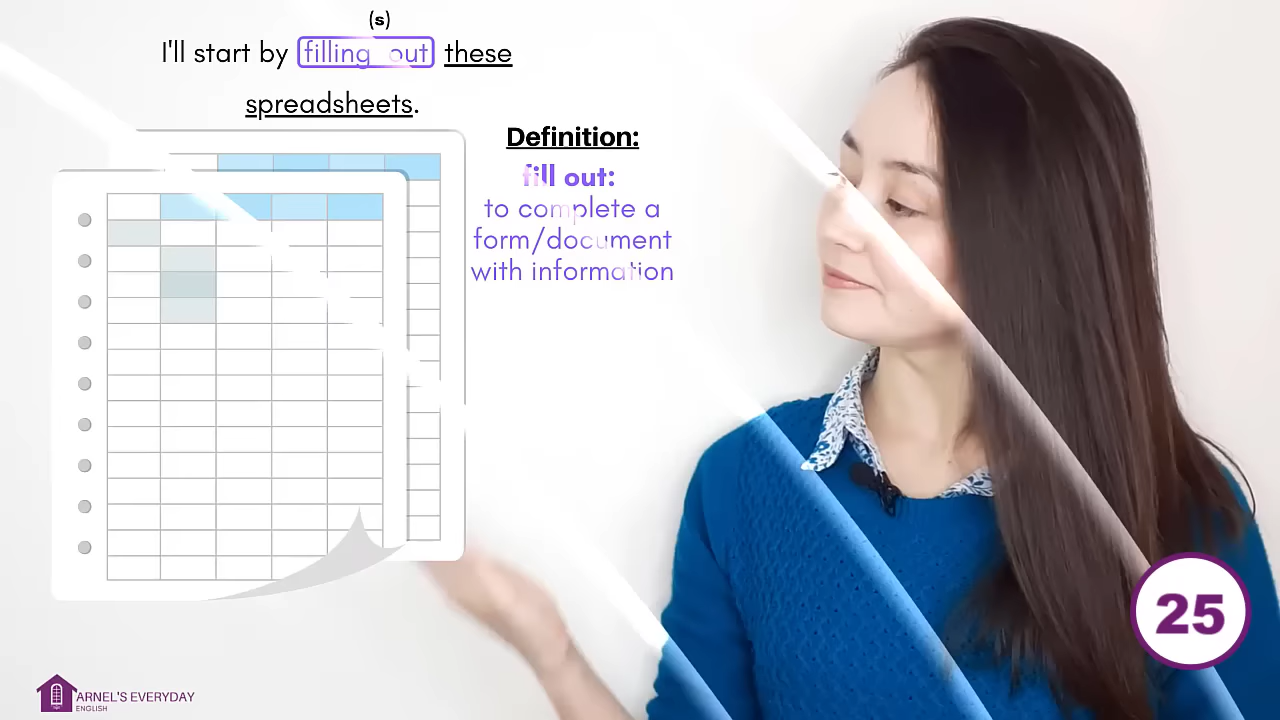 (s)
I'll start by filling out these
spreadsheets.
Definition:
fill out:
to complete a
form/document
with information
25
ARNEL'S EVERYDAY
ENGLISH